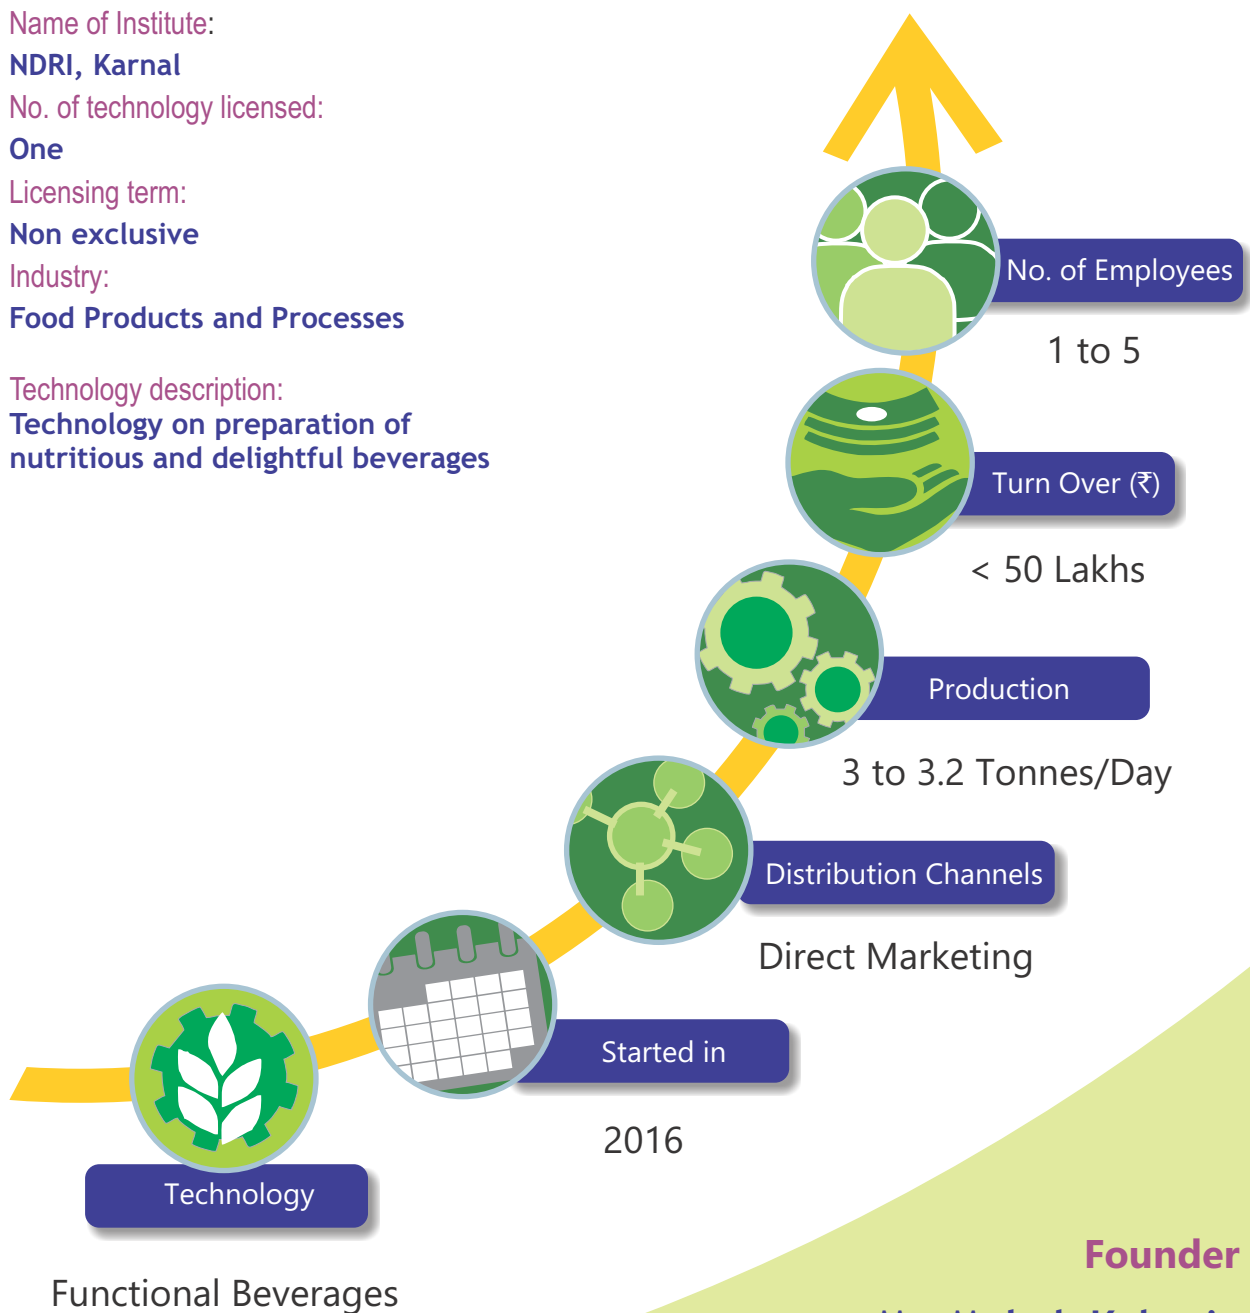 Name of Institute:
NDRI, Karnal
No. of technology licensed:
One
Licensing term:
Non exclusive
Industry:
Food Products and Processes
Technology description:
Technology on preparation of
nutritious and delightful beverages
No. of Employees
1 to 5
Turn Over (₹)
< 50 Lakhs
Production
3 to 3.2 Tonnes/Day
Distribution Channels
Direct Marketing
Started in
2016
Technology
Functional Beverages
Founder